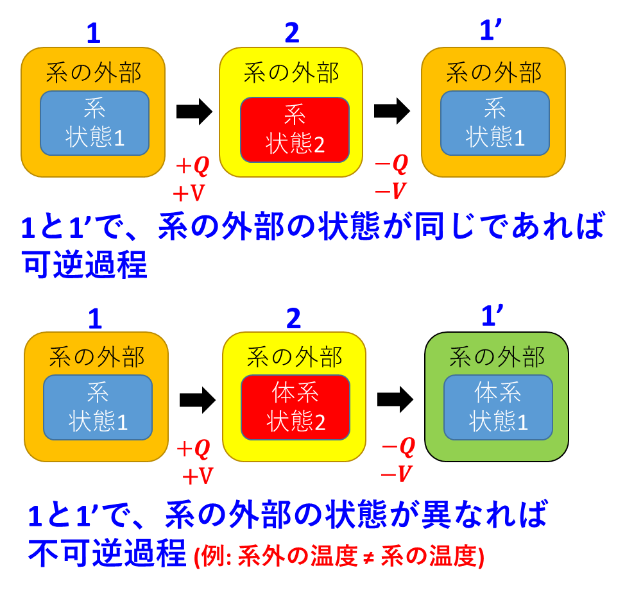 1
2
1’
系の外部
系の外部
系の外部
系
状態1
系
状態2
系
状態1
+Q
+V
−Q
−V
1と1’で、系の外部の状態が同じであれば
可逆過程
1
2
1’
系の外部
系の外部
系の外部
系
状態1
体系
状態2
体系
状態1
+Q
+V
−Q
−V
1と1’で、系の外部の状態が異なれば
不可逆過程 (例: 系外の温度 ≠ 系の温度)